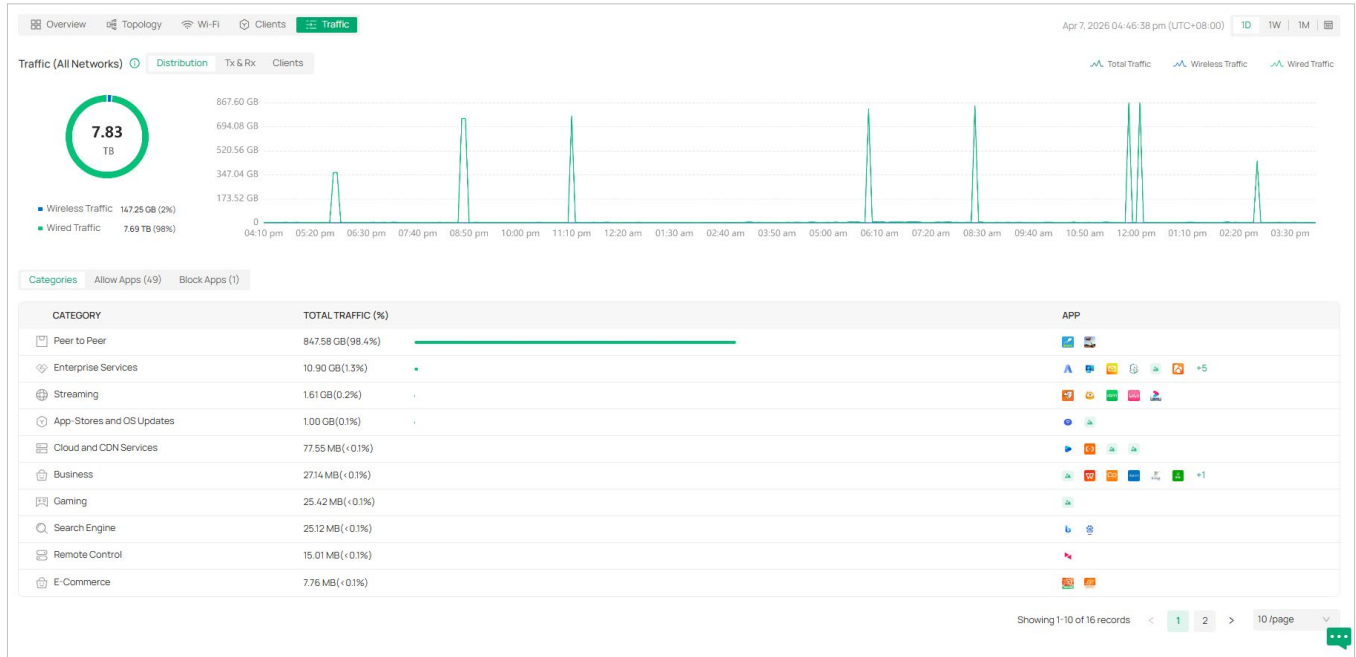 Overview Topology Wi-Fi Clients Traffic Apr 7, 2026 04:46:38 pm (UTC+08:00) 1D 1W 1M
Traffic (All Networks) Distribution Tx & Rx Clients Total Traffic Wireless Traffic Wired Traffic
867.60 GB
694.08 GB
520.56 GB
347.04 GB
173.52 GB
0
7.83
TB
Wireless Traffic 147.25 GB (2%)
Wired Traffic 7.69 TB (98%)
04:10 pm 05:20 pm 06:30 pm 07:40 pm 08:50 pm 10:00 pm 11:10 pm 12:20 am 01:30 am 02:40 am 03:50 am 05:00 am 06:10 am 07:20 am 08:30 am 09:40 am 10:50 am 12:00 pm 01:10 pm 02:20 pm 03:30 pm
Categories Allow Apps (49) Block Apps (1)
CATEGORY TOTAL TRAFFIC (%) APP
Peer to Peer 847.58 GB(98.4%)
Enterprise Services 10.90 GB(1.3%) +5
Streaming 1.61 GB(0.2%)
App-Stores and OS Updates 1.00 GB(0.1%)
Cloud and CDN Services 77.55 MB(<0.1%)
Business 27.14 MB(<0.1%) +1
Gaming 25.42 MB(<0.1%)
Search Engine 25.12 MB(<0.1%)
Remote Control 15.01 MB(<0.1%)
E-Commerce 7.76 MB(<0.1%)
Showing 1-10 of 16 records < 1 2 > 10 /page